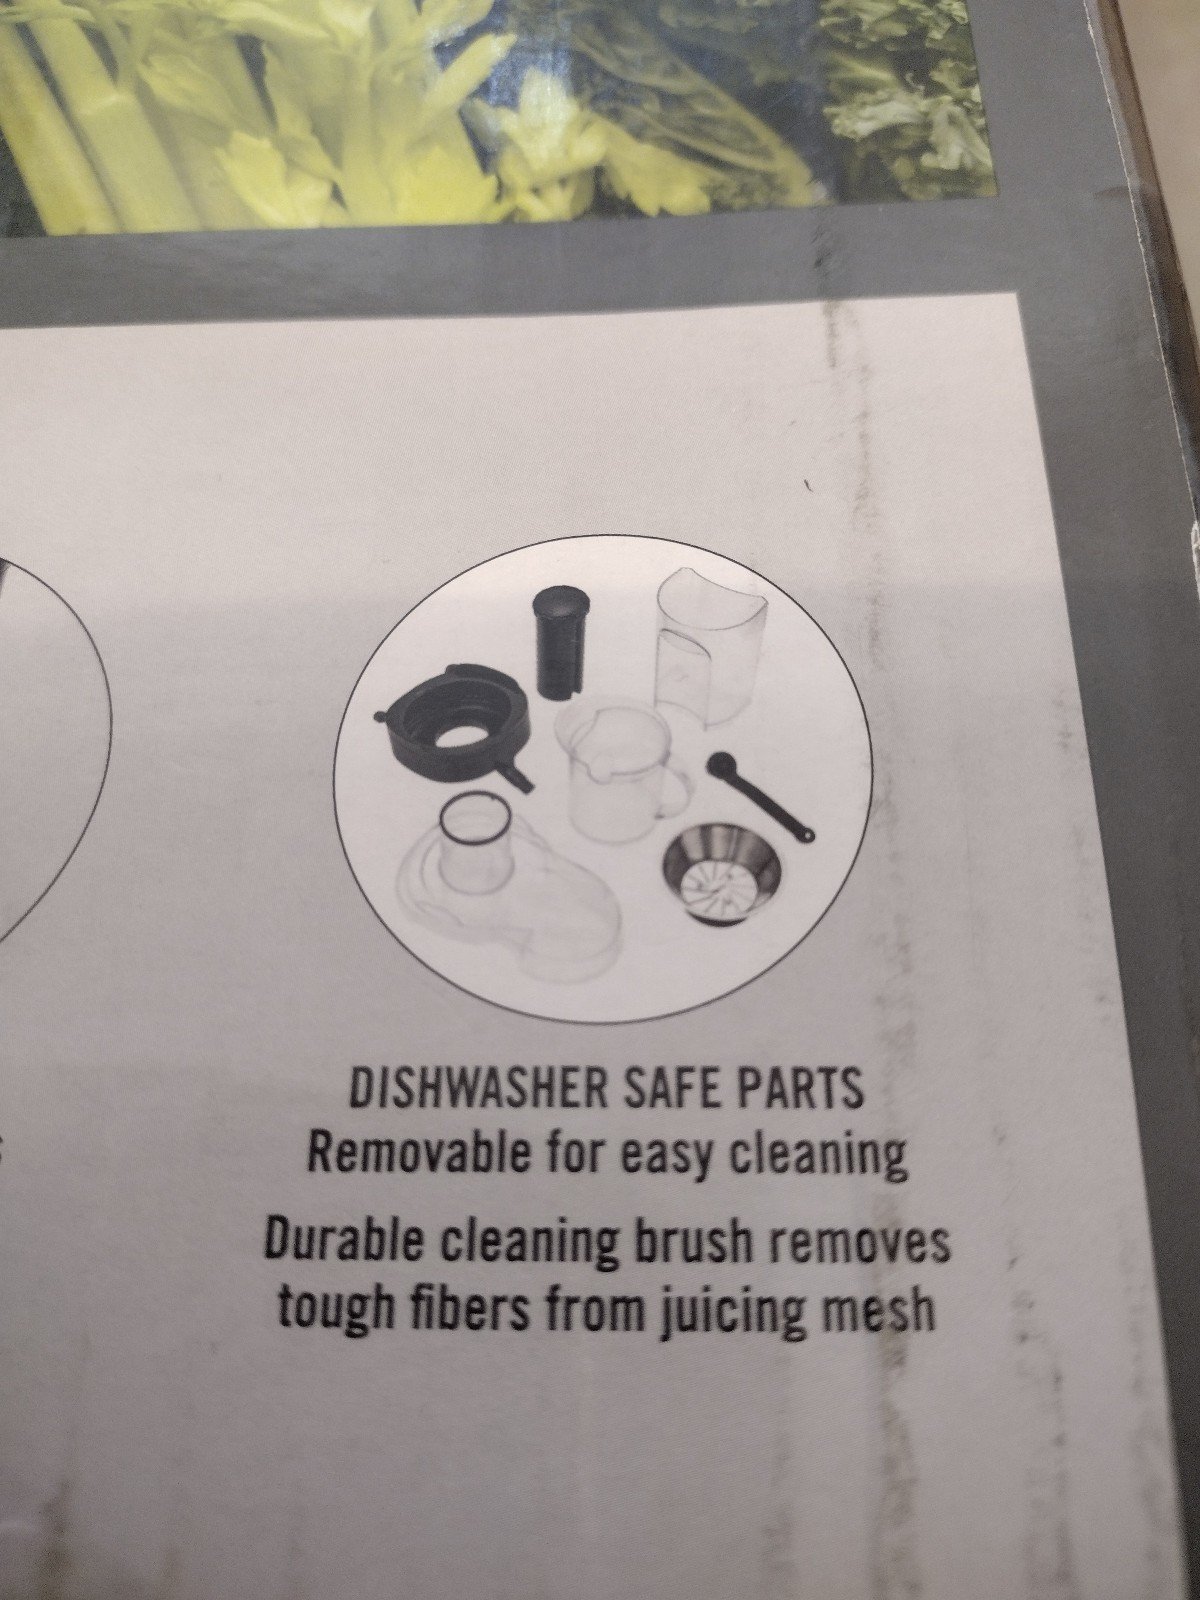 DISHWASHER SAFE PARTS
Removable for easy cleaning
Durable cleaning brush removes
tough fibers from juicing mesh